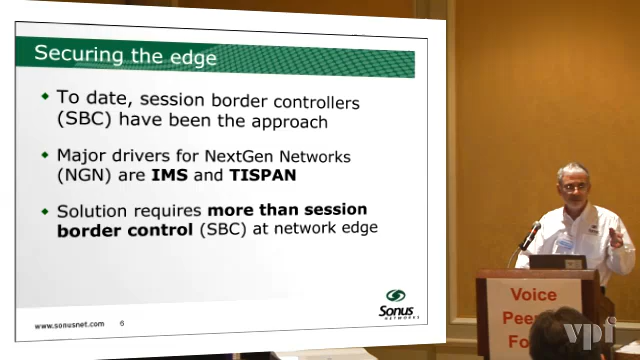 Securing the edge
To date, session border controllers
(SBC) have been the approach
Major drivers for NextGen Networks
(NGN) are IMS and TISPAN
Solution requires more than session
border control (SBC) at network edge
Sonus
NETWORKS
www.sonusnet.com 6
Voice
vpi